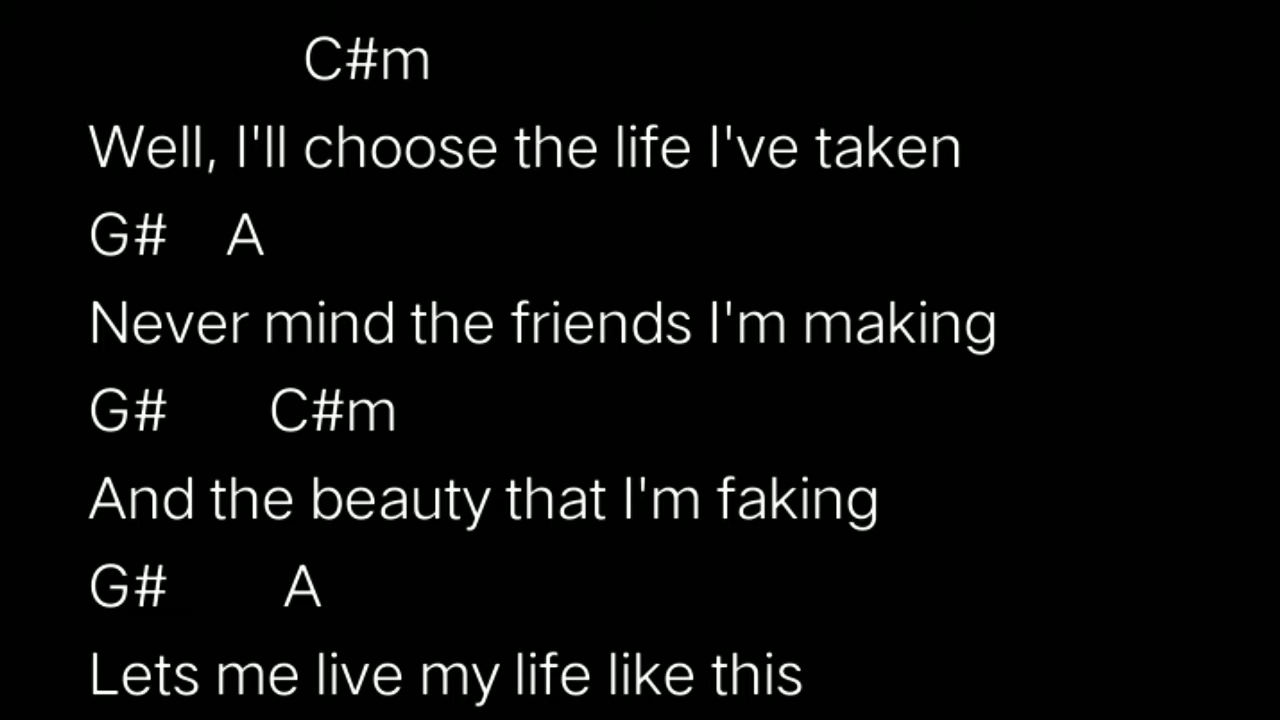 C#m
Well, I'll choose the life I've taken
G# A
Never mind the friends I'm making
G# C#m
And the beauty that I'm faking
G# A
Lets me live my life like this